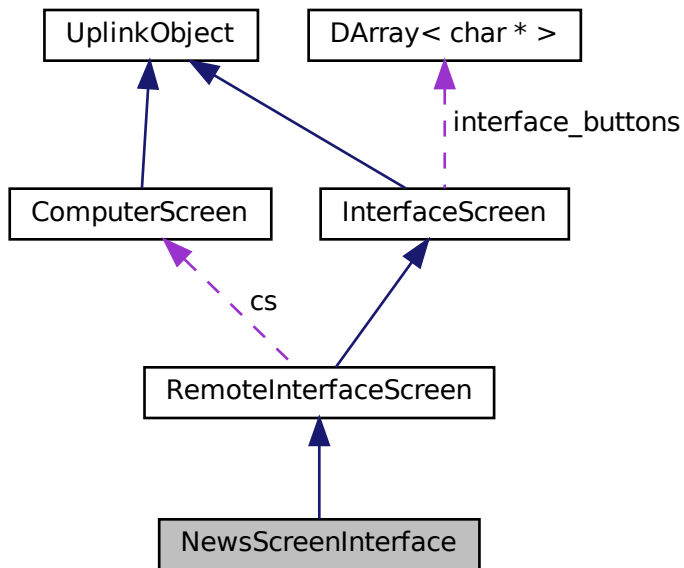 UplinkObject
DArray< char * >
interface_buttons
ComputerScreen
InterfaceScreen
cs
RemoteInterfaceScreen
NewsScreenInterface